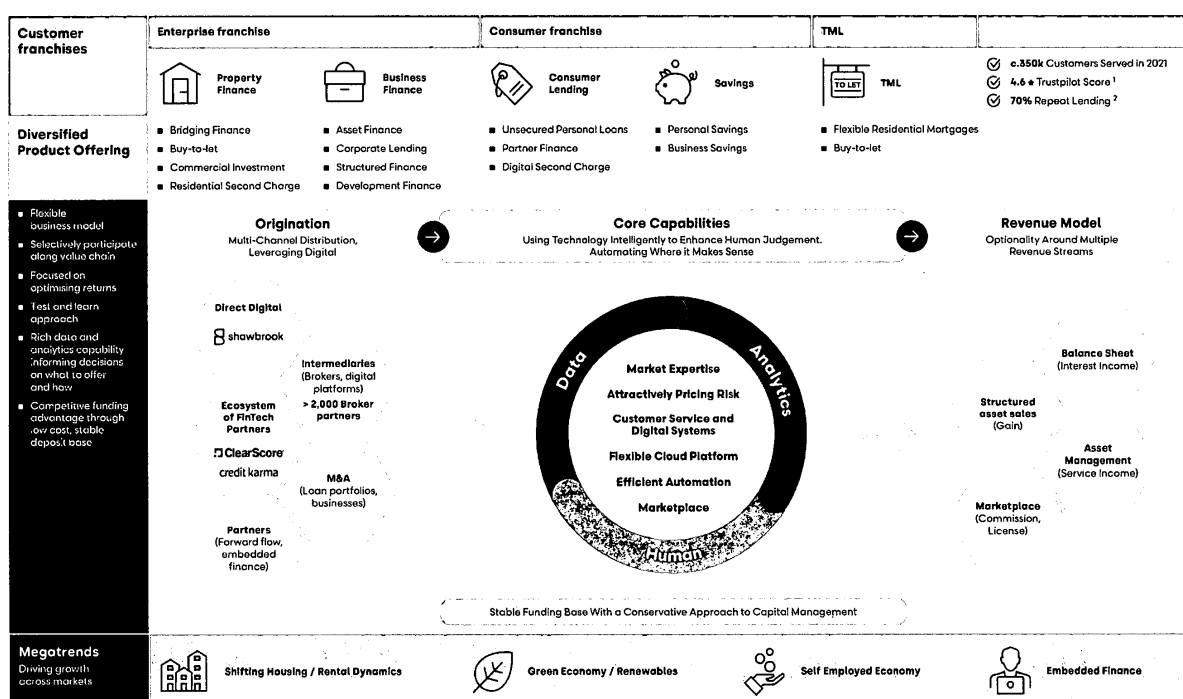 Customer
franchises
Enterprise franchise
Consumer franchise
TML
Property
Finance
Business
Finance
Consumer
Lending
Savings
TO LET
TML
c.350k Customers Served in 2021
4.6 ★ Trustpilot Score 1
70% Repeat Lending 2
Diversified
Product Offering
■ Bridging Finance
■ Buy-to-let
■ Commercial Investment
■ Residential Second Charge
■ Asset Finance
■ Corporate Lending
■ Structured Finance
■ Development Finance
■ Unsecured Personal Loans
■ Partner Finance
■ Digital Second Charge
■ Personal Savings
■ Business Savings
■ Flexible Residential Mortgages
■ Buy-to-let
■ Flexible
business model
■ Selectively participate
along value chain
■ Focused on
optimising returns
■ Test and learn
approach
■ Rich data and
analytics capability
informing decisions
on what to offer
and how
■ Competitive funding
advantage through
low cost, stable
deposit base
Origination
Multi-Channel Distribution,
Leveraging Digital
Core Capabilities
Using Technology Intelligently to Enhance Human Judgement.
Automating Where it Makes Sense
Revenue Model
Optionality Around Multiple
Revenue Streams
Direct Digital
shawbrook
Intermediaries
(Brokers, digital
platforms)
> 2,000 Broker
partners
Ecosystem
of FinTech
Partners
ClearScore
credit karma
M&A
(Loan portfolios,
businesses)
Partners
(Forward flow,
embedded
finance)
Data
Analytics
Human
Market Expertise
Attractively Pricing Risk
Customer Service and
Digital Systems
Flexible Cloud Platform
Efficient Automation
Marketplace
Balance Sheet
(Interest Income)
Structured
asset sales
(Gain)
Asset
Management
(Service Income)
Marketplace
(Commission,
License)
Stable Funding Base With a Conservative Approach to Capital Management
Megatrends
Driving growth
across markets
Shifting Housing / Rental Dynamics
Green Economy / Renewables
Self Employed Economy
Embedded Finance